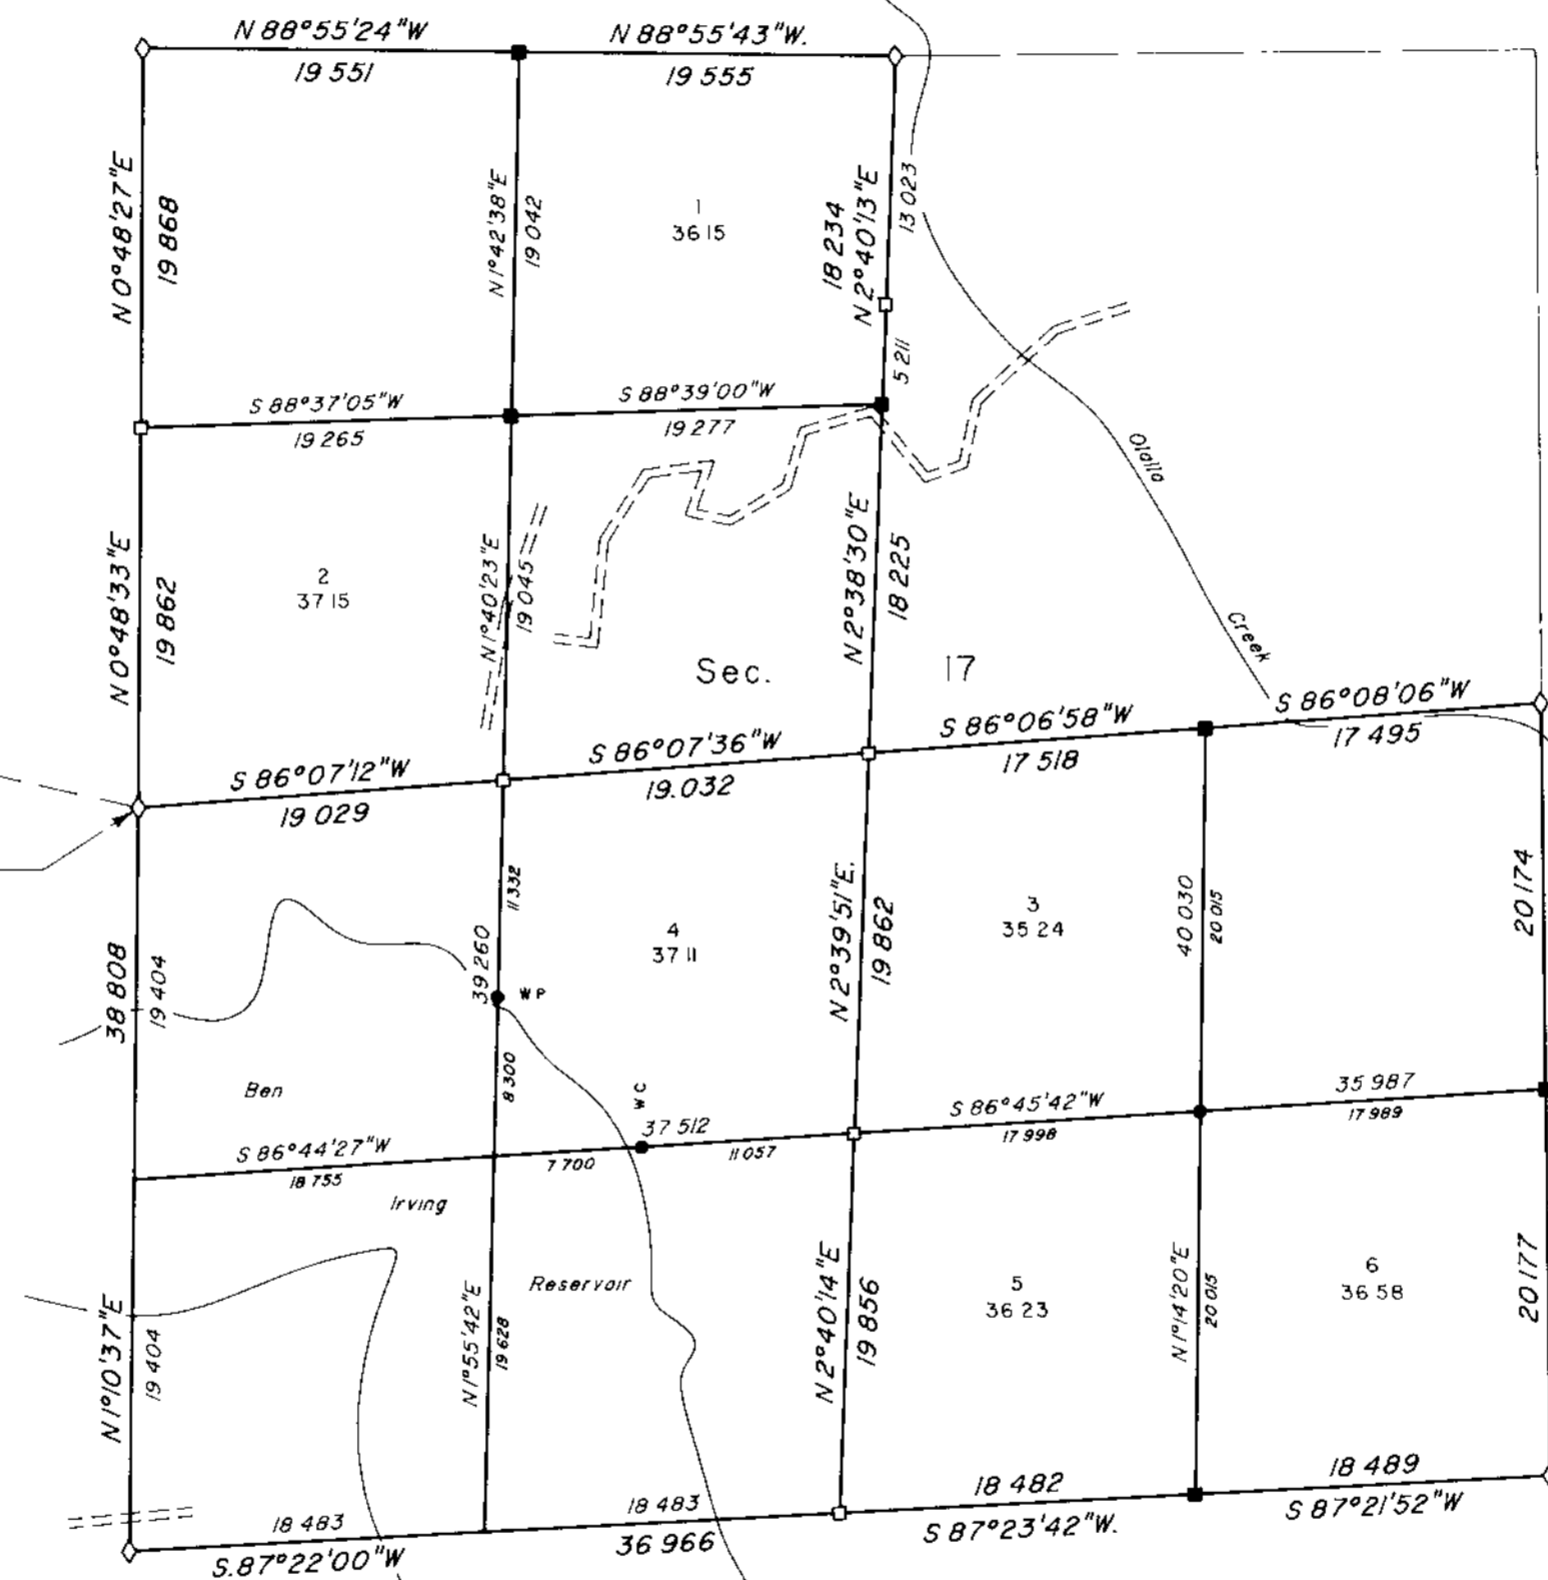 N 88°55'24"W
N 88°55'43"W.
19 551
19 555
N 0°48'27"E
19 868
N 1°42'38"E
19 042
1
36 15
18 234
N 2°40'13"E
13 023
5 211
S 88°37'05"W
19 265
S 88°39'00"W
19 277
Olalla
Creek
N 0°48'33"E
19 862
2
37 15
N 1°40'23"E
19 045
N 2°38'30"E
18 225
Sec. 17
S 86°07'12"W
19 029
S 86°07'36"W
19.032
S 86°06'58"W
17 518
S 86°08'06"W
17 495
38 808
19 404
11 332
39 260
W P
8 300
4
37 11
N 2°39'51"E.
19 862
3
35 24
40 030
20 015
20 174
Ben
Irving
Reservoir
S 86°44'27"W
18 755
7 700
W C
37 512
11 057
S 86°45'42"W
17 998
35 987
17 989
N 1°10'37"E
19 404
N 1°55'42"E
19 628
N 2°40'14"E
19 856
5
36 23
N 1°14'20"E
20 015
6
36 58
20 177
18 483
S. 87°22'00"W
18 483
36 966
18 482
S 87°23'42"W.
18 489
S 87°21'52"W